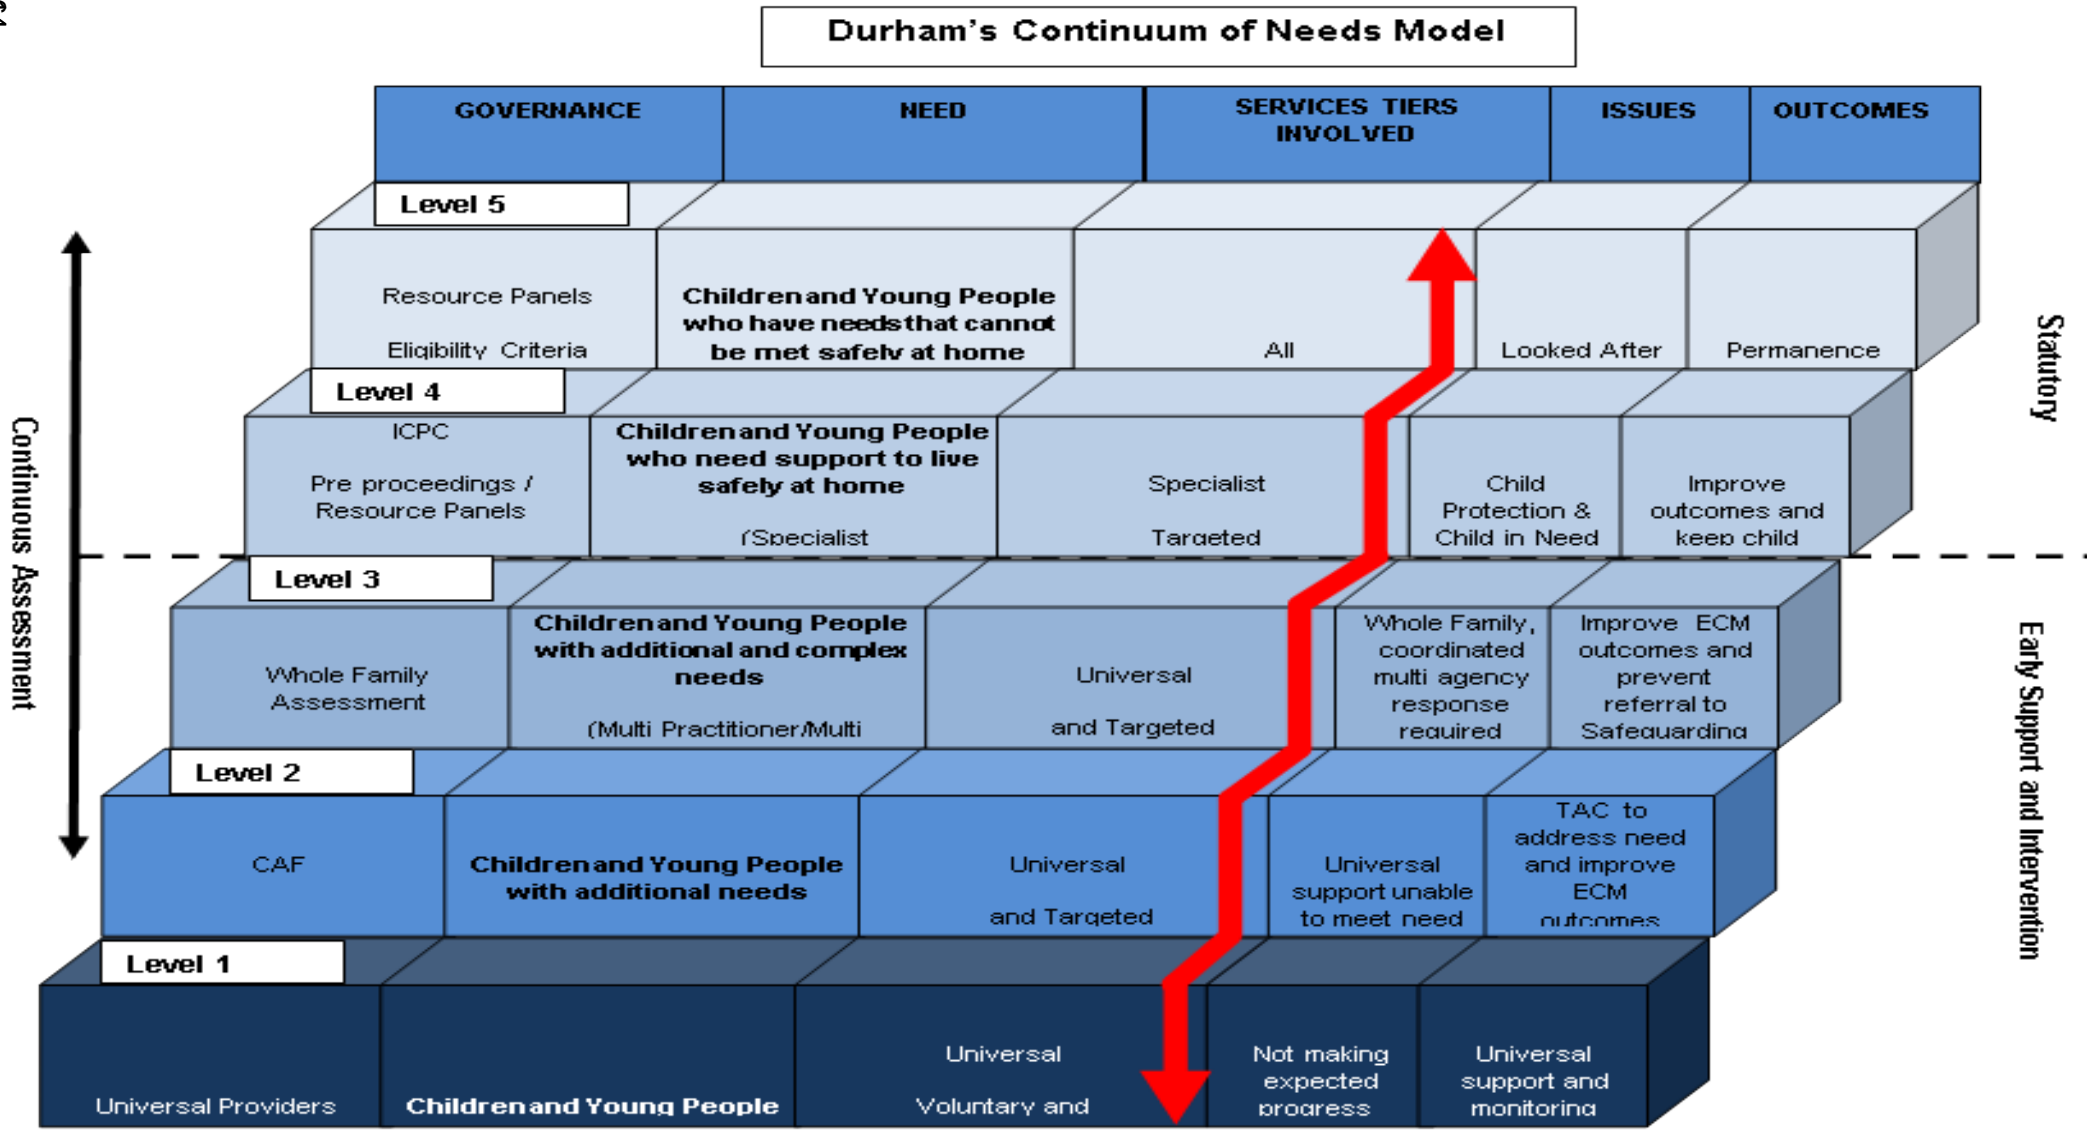 Durham's Continuum of Needs Model
GOVERNANCE
NEED
SERVICES TIERS
INVOLVED
ISSUES
OUTCOMES
Level 5
Resource Panels
Eligibility Criteria
Children and Young People
who have needs that cannot
be met safely at home
All
Looked After
Permanence
Level 4
ICPC
Pre proceedings /
Resource Panels
Children and Young People
who need support to live
safely at home
(Specialist
Specialist
Targeted
Child
Protection &
Child in Need
Improve
outcomes and
keep child
Level 3
Whole Family
Assessment
Children and Young People
with additional and complex
needs
(Multi Practitioner/Multi
Universal
and Targeted
Whole Family,
coordinated
multi agency
response
required
Improve ECM
outcomes and
prevent
referral to
Safeguarding
Level 2
CAF
Children and Young People
with additional needs
Universal
and Targeted
Universal
support unable
to meet need
TAC to
address need
and improve
ECM
outcomes
Level 1
Universal Providers
Children and Young People
Universal
Voluntary and
Not making
expected
progress
Universal
support and
monitoring
Continuous Assessment
Statutory
Early Support and Intervention